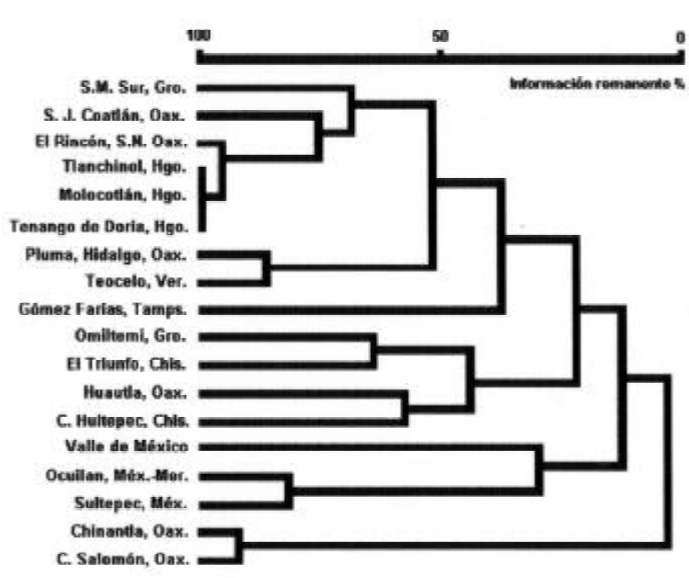 100 50 0
Información remanente %
S.M. Sur, Gro.
S. J. Coatlán, Oax.
El Rincón, S.N. Oax.
Tlanchinol, Hgo.
Molocotlán, Hgo.
Tenango de Doria, Hgo.
Pluma, Hidalgo, Oax.
Teocelo, Ver.
Gómez Farías, Tamps.
Omiltemi, Gro.
El Triunfo, Chis.
Huautla, Oax.
C. Huitepec, Chis.
Valle de México
Ocuilan, Méx.-Mor.
Sultepec, Méx.
Chinantla, Oax.
C. Salomón, Oax.